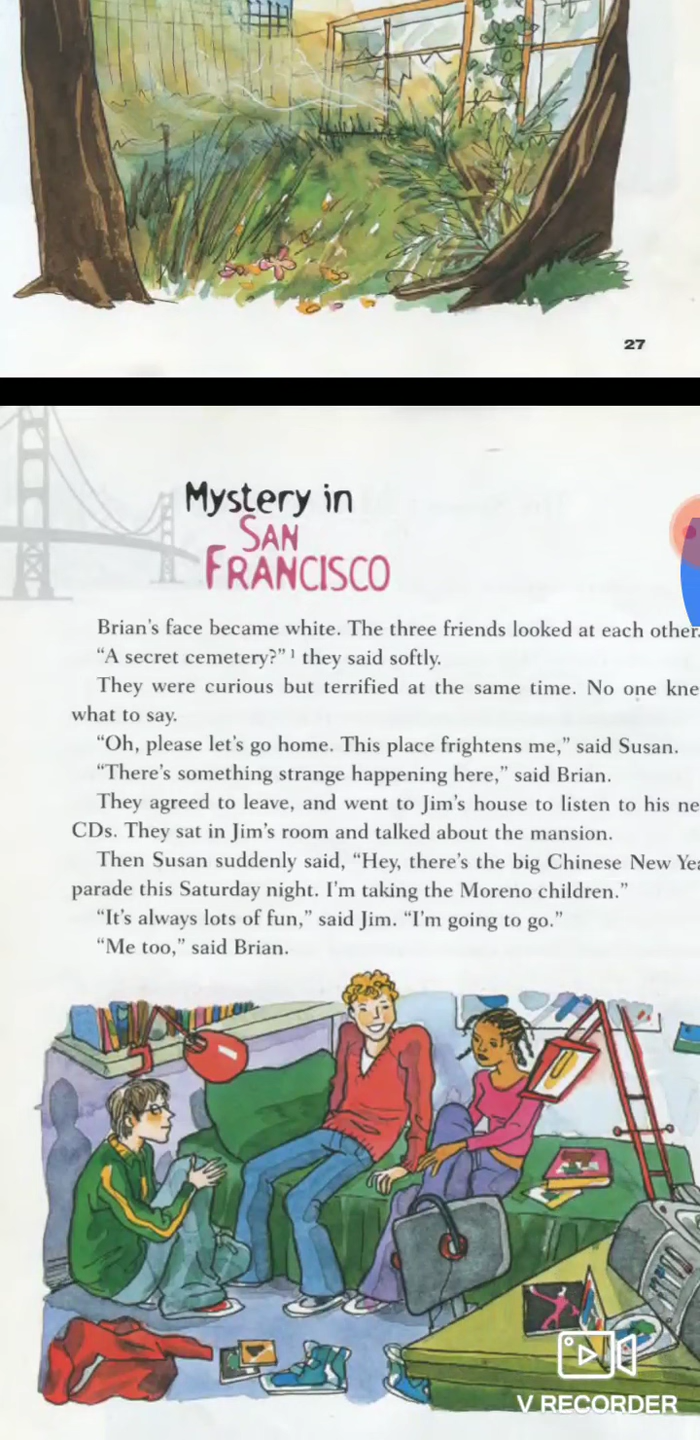 27
Mystery in
SAN
FRANCISCO
Brian's face became white. The three friends looked at each other.
“A secret cemetery?” ¹ they said softly.
They were curious but terrified at the same time. No one kne
what to say.
“Oh, please let's go home. This place frightens me,” said Susan.
“There's something strange happening here,” said Brian.
They agreed to leave, and went to Jim's house to listen to his ne
CDs. They sat in Jim's room and talked about the mansion.
Then Susan suddenly said, “Hey, there's the big Chinese New Yea
parade this Saturday night. I'm taking the Moreno children.”
“It's always lots of fun,” said Jim. “I'm going to go.”
“Me too,” said Brian.
V RECORDER